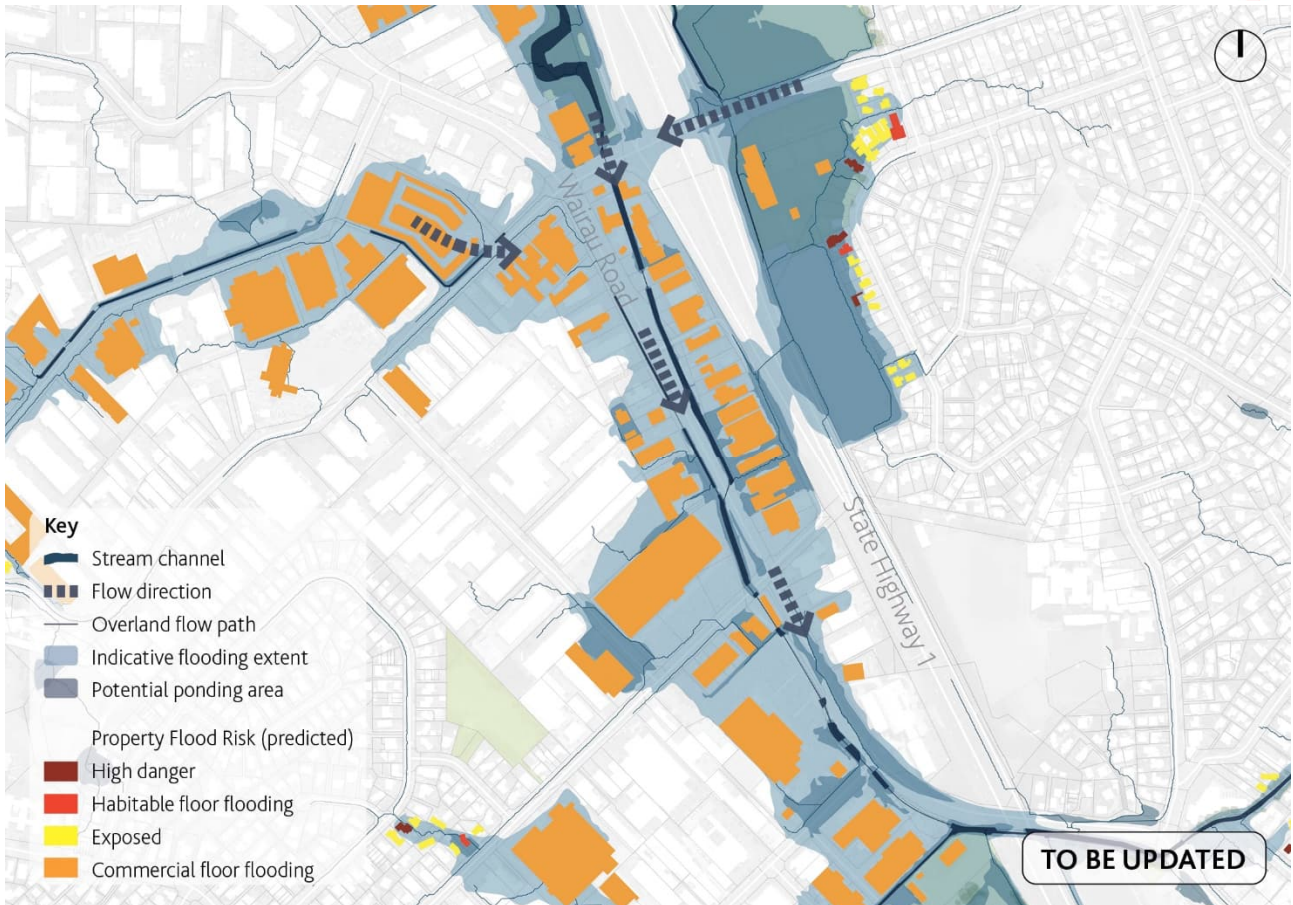 Wairau Road
State Highway 1
Key
Stream channel
Flow direction
Overland flow path
Indicative flooding extent
Potential ponding area
Property Flood Risk (predicted)
High danger
Habitable floor flooding
Exposed
Commercial floor flooding
TO BE UPDATED